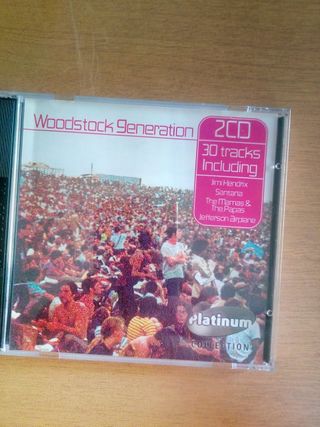 Woodstock generation
2CD
30 tracks
Including
Jimi Hendrix
Santana
The Mamas &
The Papas
Jefferson Airplane
Platinum
COLLECTION